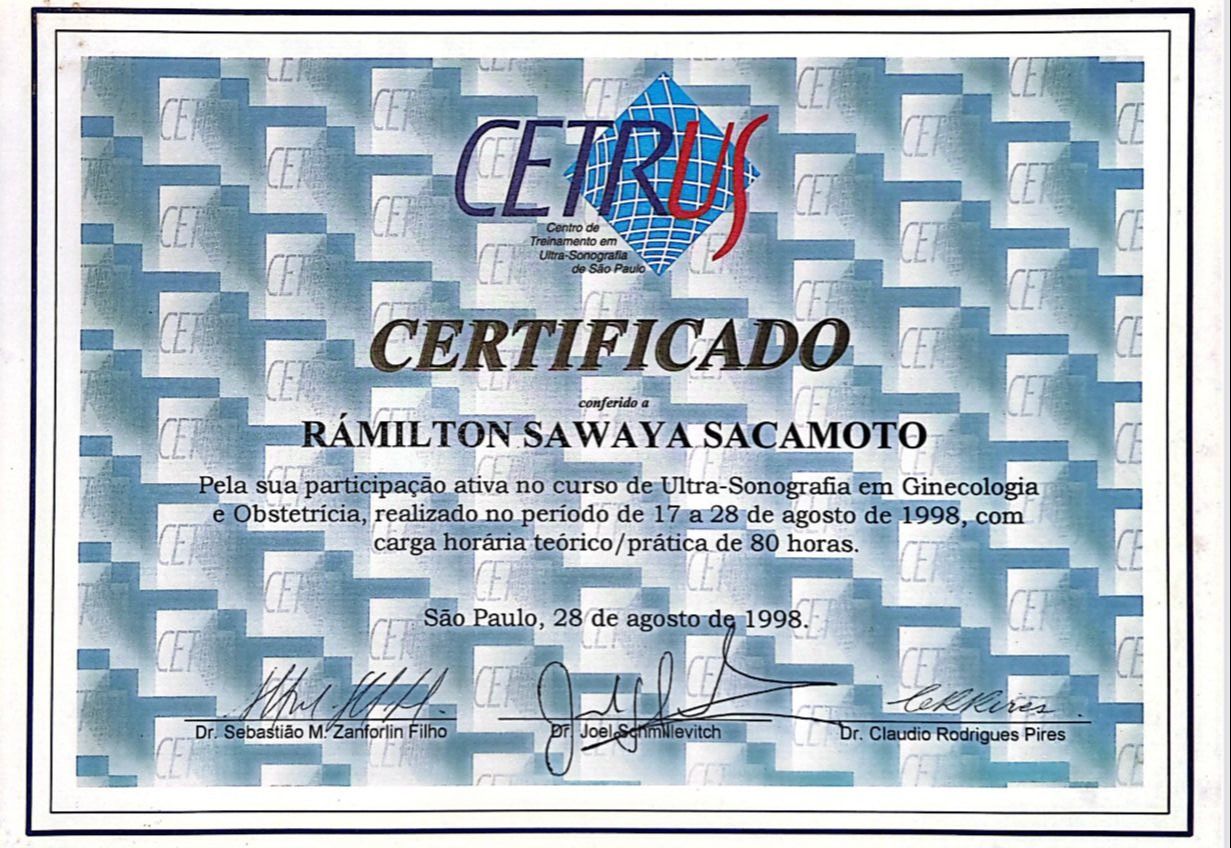 CETRUS
Centro de
Treinamento em
Ultra-Sonografia
de São Paulo
CERTIFICADO
conferido a
RÁMILTON SAWAYA SACAMOTO
Pela sua participação ativa no curso de Ultra-Sonografia em Ginecologia
e Obstetrícia, realizado no período de 17 a 28 de agosto de 1998, com
carga horária teórico/prática de 80 horas.
São Paulo, 28 de agosto de 1998.
Dr. Sebastião M. Zanforlin Filho
Dr. Joel Schmillevitch
Dr. Claudio Rodrigues Pires